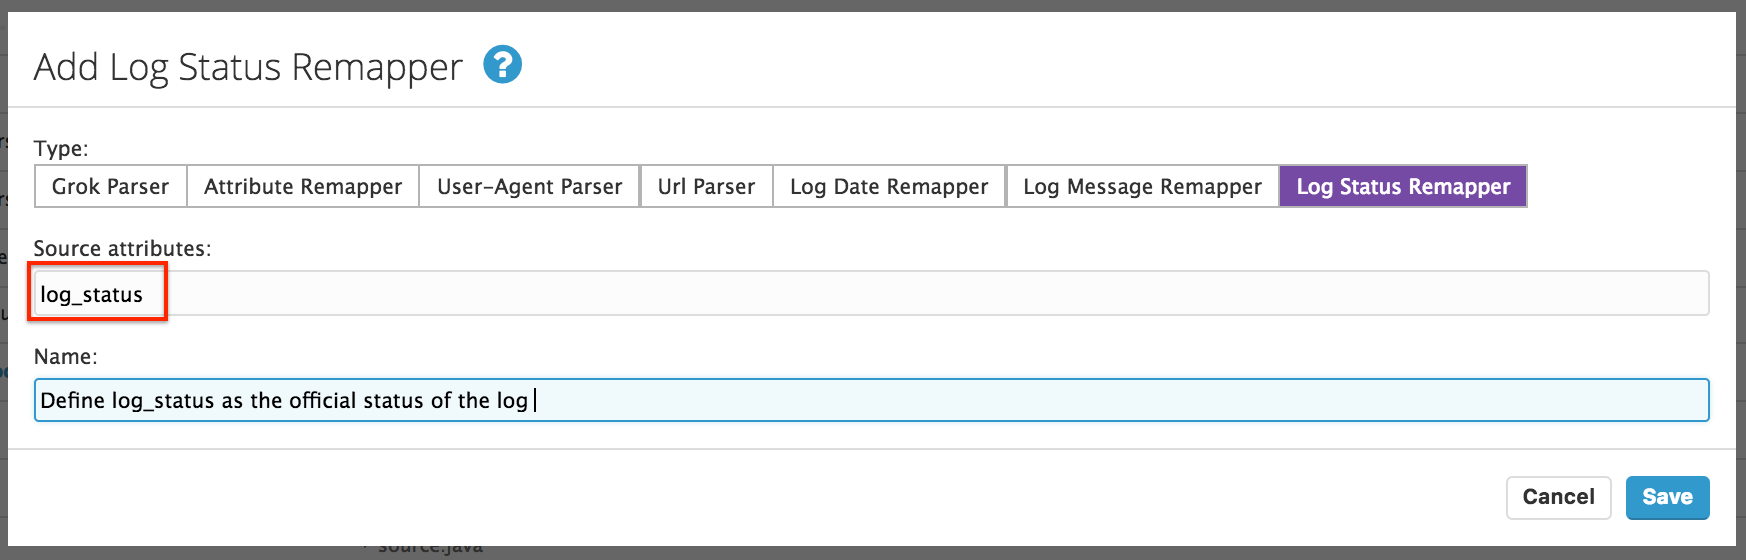 Add Log Status Remapper ?
Type:
Grok Parser Attribute Remapper User-Agent Parser Url Parser Log Date Remapper Log Message Remapper Log Status Remapper
Source attributes:
log_status
Name:
Define log_status as the official status of the log
Cancel Save
source.java